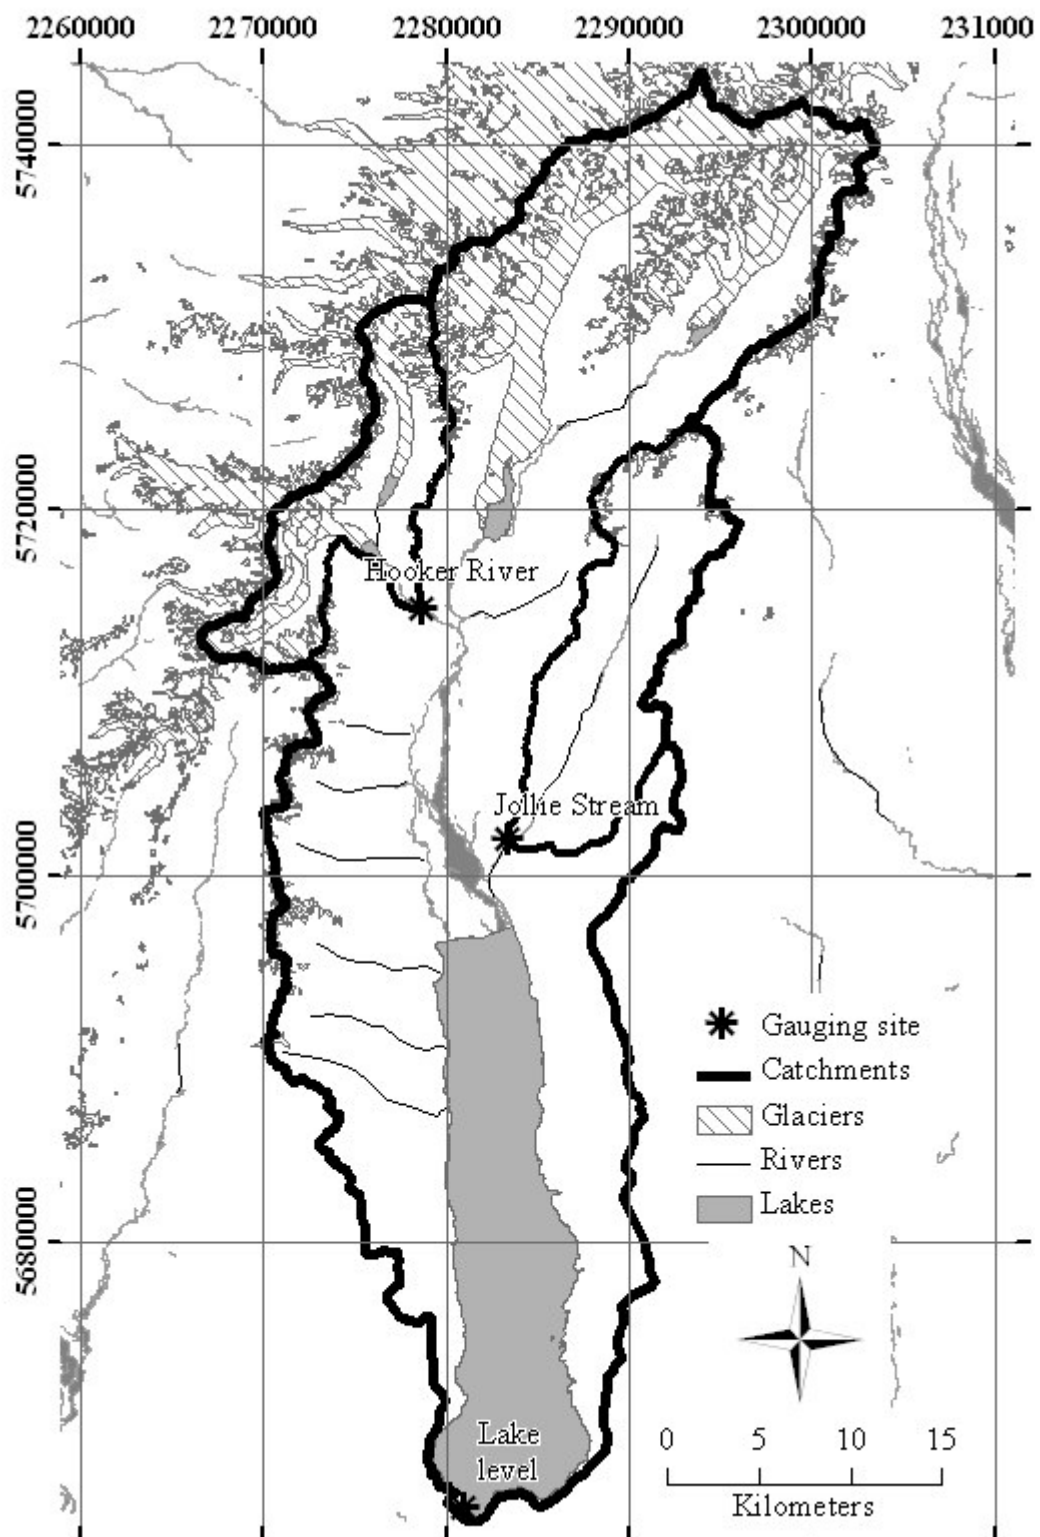 2260000 2270000 2280000 2290000 2300000 2310000
5740000
5720000
Hooker River
Jollie Stream
5700000
Gauging site
Catchments
Glaciers
Rivers
Lakes
5680000
N
Lake
level
0 5 10 15
Kilometers